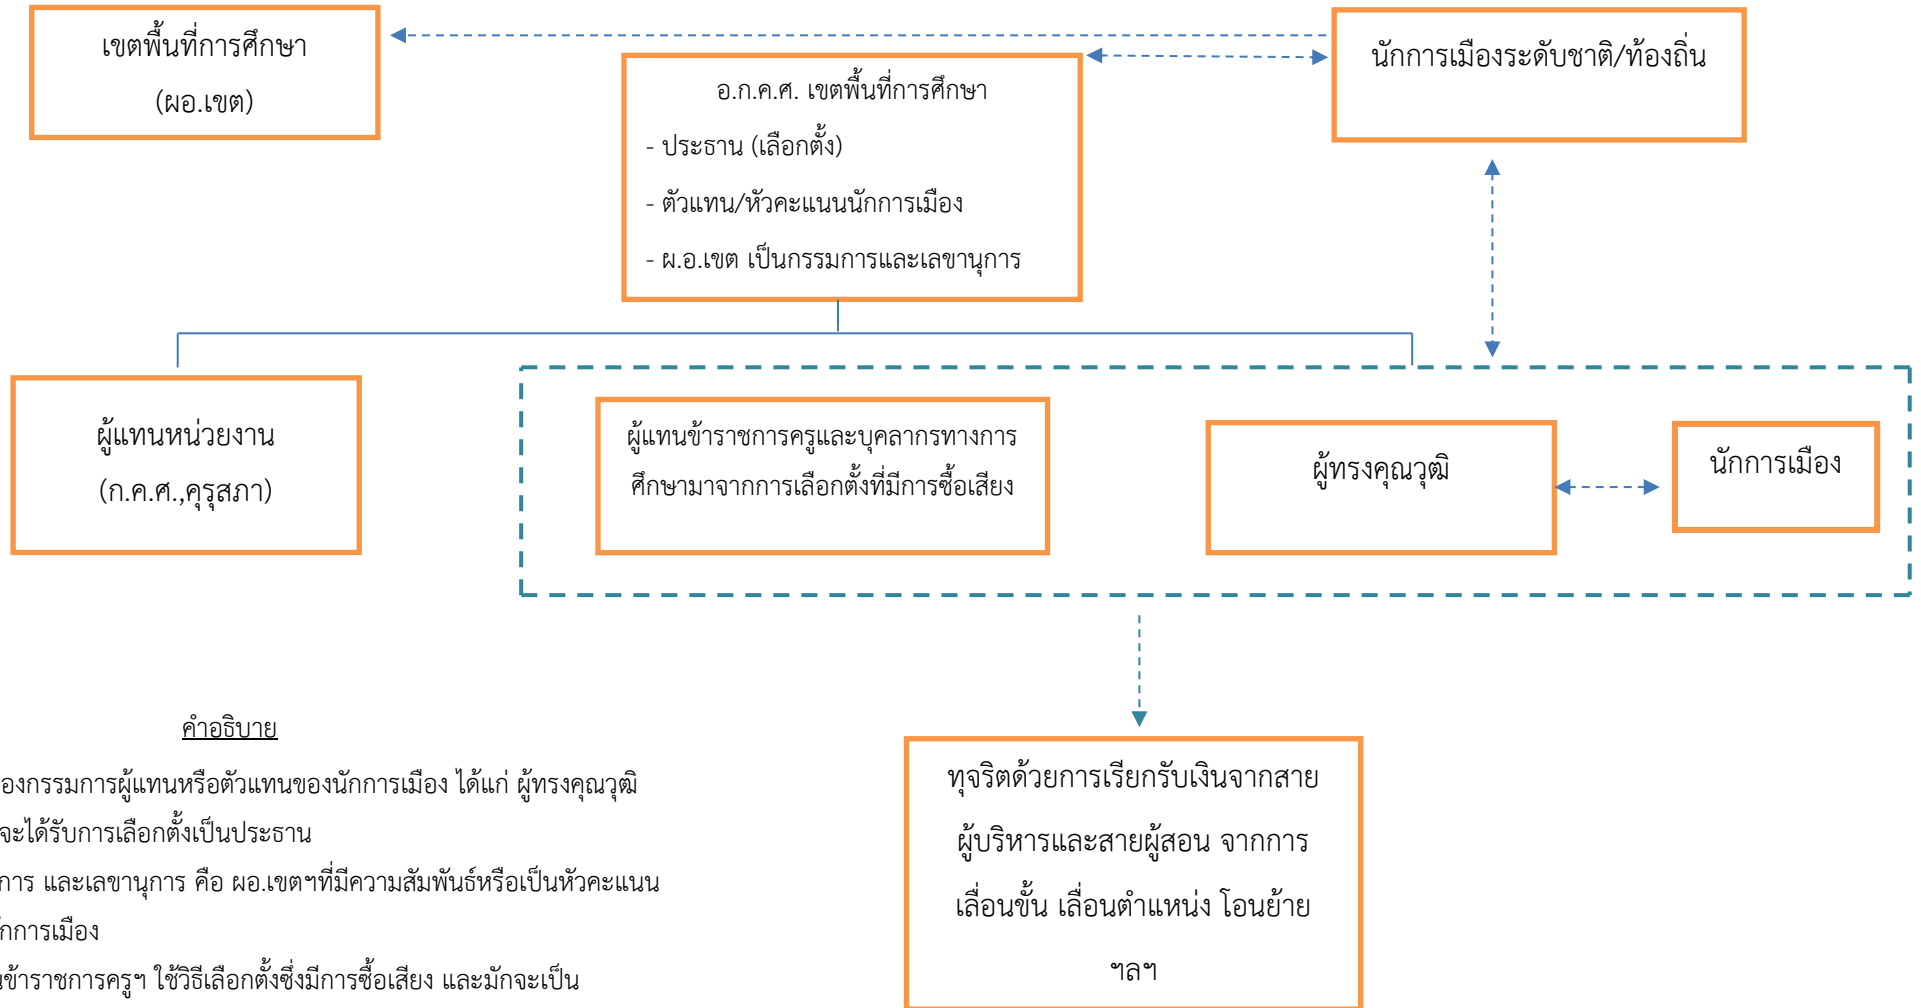 เขตพื้นที่การศึกษา
(ผอ.เขต)
อ.ก.ค.ศ. เขตพื้นที่การศึกษา
- ประธาน (เลือกตั้ง)
- ตัวแทน/หัวคะแนนนักการเมือง
- ผ.อ.เขต เป็นกรรมการและเลขานุการ
นักการเมืองระดับชาติ/ท้องถิ่น
ผู้แทนหน่วยงาน
(ก.ค.ศ.,คุรุสภา)
ผู้แทนข้าราชการครูและบุคลากรทางการ
ศึกษามาจากการเลือกตั้งที่มีการซื้อเสียง
ผู้ทรงคุณวุฒิ
นักการเมือง
คำอธิบาย
องกรรมการผู้แทนหรือตัวแทนของนักการเมือง ได้แก่ ผู้ทรงคุณวุฒิ
จะได้รับการเลือกตั้งเป็นประธาน
การ และเลขานุการ คือ ผอ.เขตฯที่มีความสัมพันธ์หรือเป็นหัวคะแนน
ักการเมือง
นข้าราชการครูฯ ใช้วิธีเลือกตั้งซึ่งมีการซื้อเสียง และมักจะเป็น
ทุจริตด้วยการเรียกรับเงินจากสาย
ผู้บริหารและสายผู้สอน จากการ
เลื่อนขั้น เลื่อนตำแหน่ง โอนย้าย
ฯลฯ